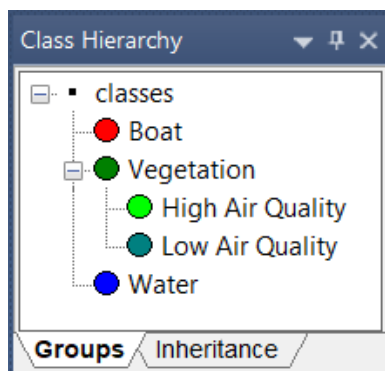 Class Hierarchy
classes
Boat
Vegetation
High Air Quality
Low Air Quality
Water
Groups Inheritance